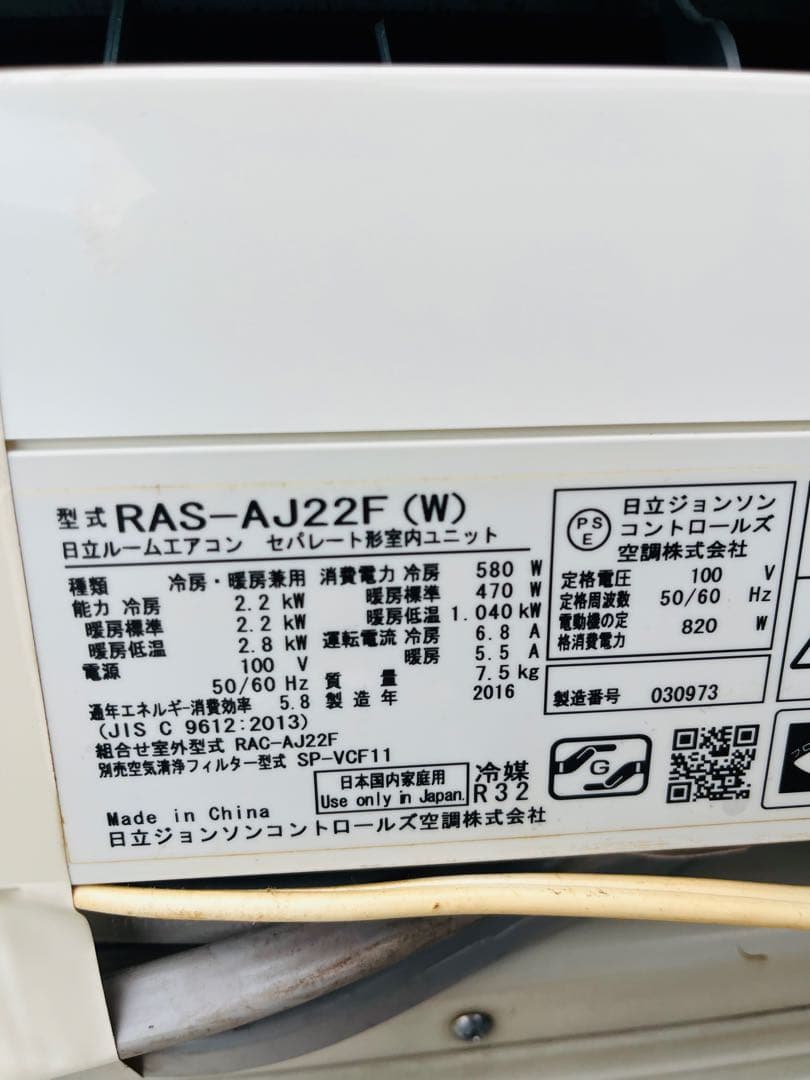 型式 RAS-AJ22F (W)
日立ルームエアコン セパレート形室内ユニット
種類 冷房・暖房兼用
能力 冷房 2.2 kW
暖房標準 2.2 kW
暖房低温 2.8 kW
電源 100 V
50/60 Hz
消費電力 冷房 580 W
暖房標準 470 W
暖房低温 1.040 kW
運転電流 冷房 6.8 A
暖房 5.5 A
質量 7.5 kg
製造年 2016
通年エネルギー消費効率 5.8
(JIS C 9612:2013)
組合せ室外型式 RAC-AJ22F
別売空気清浄フィルター型式 SP-VCF11
日本国内家庭用
Use only in Japan.
冷媒
R32
Made in China
日立ジョンソンコントロールズ空調株式会社
PS
E
日立ジョンソン
コントロールズ
空調株式会社
定格電圧 100 V
定格周波数 50/60 Hz
電動機の定
格消費電力 820 W
製造番号 030973
G